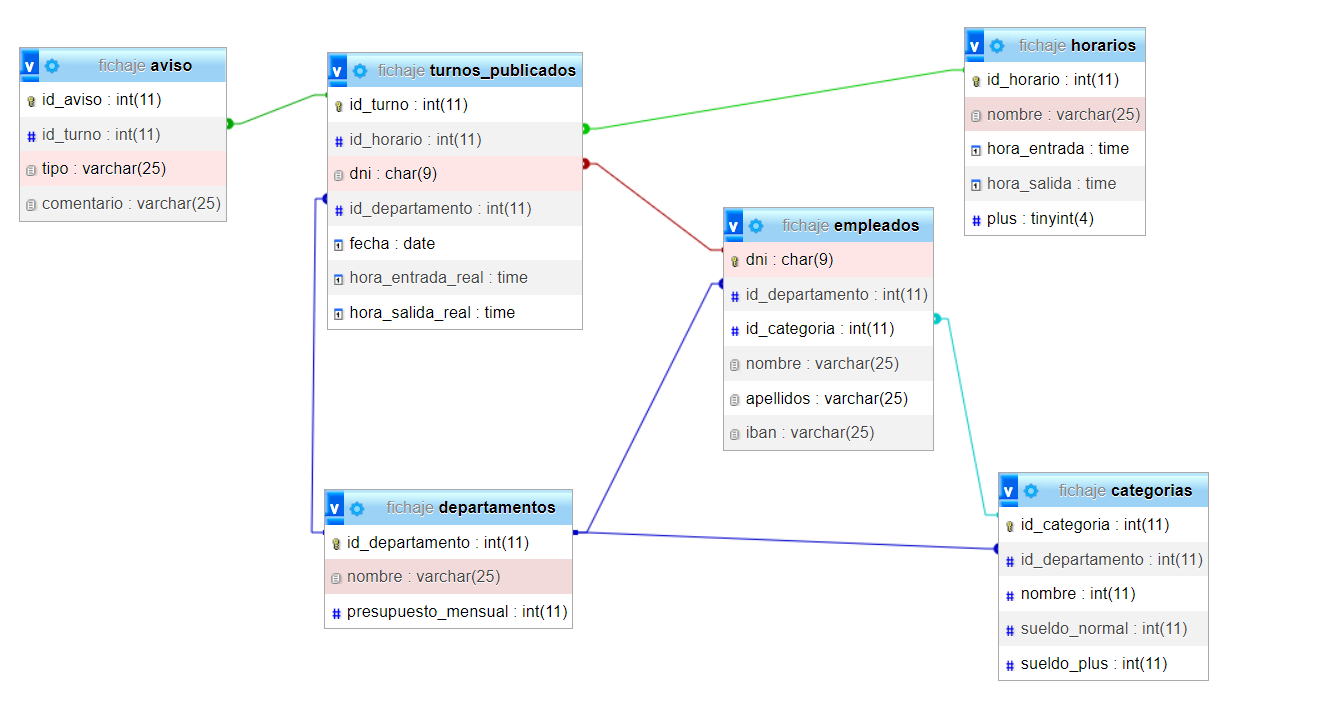 v fichaje aviso
id_aviso : int(11)
id_turno : int(11)
tipo : varchar(25)
comentario : varchar(25)
v fichaje turnos_publicados
id_turno : int(11)
id_horario : int(11)
dni : char(9)
id_departamento : int(11)
fecha : date
hora_entrada_real : time
hora_salida_real : time
v fichaje horarios
id_horario : int(11)
nombre : varchar(25)
hora_entrada : time
hora_salida : time
plus : tinyint(4)
v fichaje empleados
dni : char(9)
id_departamento : int(11)
id_categoria : int(11)
nombre : varchar(25)
apellidos : varchar(25)
iban : varchar(25)
v fichaje departamentos
id_departamento : int(11)
nombre : varchar(25)
presupuesto_mensual : int(11)
v fichaje categorias
id_categoria : int(11)
id_departamento : int(11)
nombre : int(11)
sueldo_normal : int(11)
sueldo_plus : int(11)